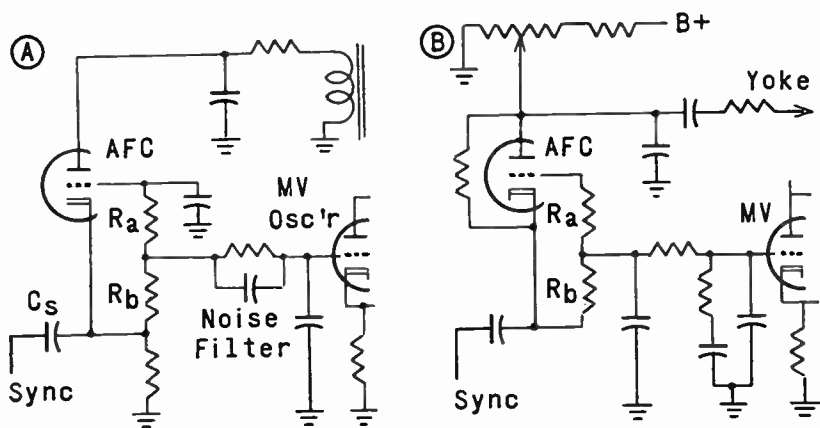 A
AFC
Ra
Rb
Cs
Sync
MV
Osc'r
Noise
Filter
B
B+
Yoke
AFC
Ra
Rb
MV
Sync